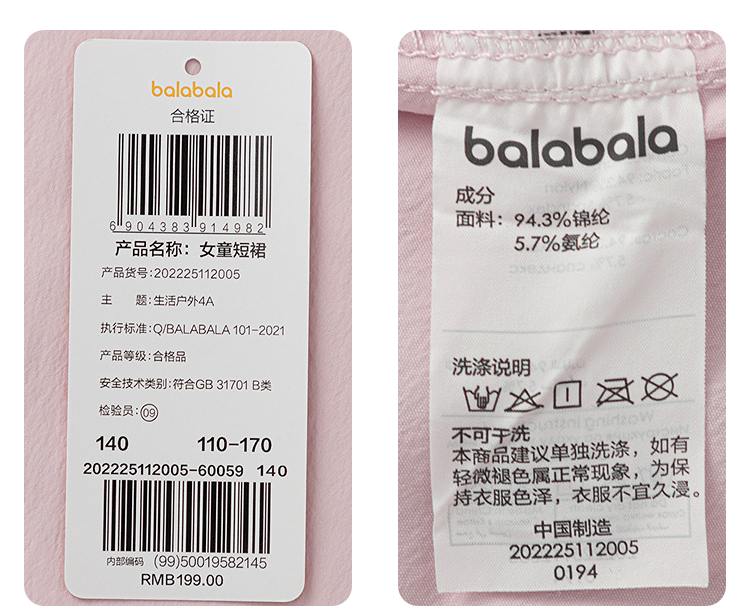 balabala
合格证
6 904383 914982
产品名称：女童短裙
产品货号:202225112005
主 题:生活户外4A
执行标准:Q/BALABALA 101-2021
产品等级:合格品
安全技术类别:符合GB 31701 B类
检验员:09
140 110-170
202225112005-60059 140
内部编码 (99)50019582145
RMB199.00
balabala
成分
面料：94.3%锦纶
5.7%氨纶
洗涤说明
不可干洗
本商品建议单独洗涤，如有
轻微褪色属正常现象，为保
持衣服色泽，衣服不宜久浸。
中国制造
202225112005
0194